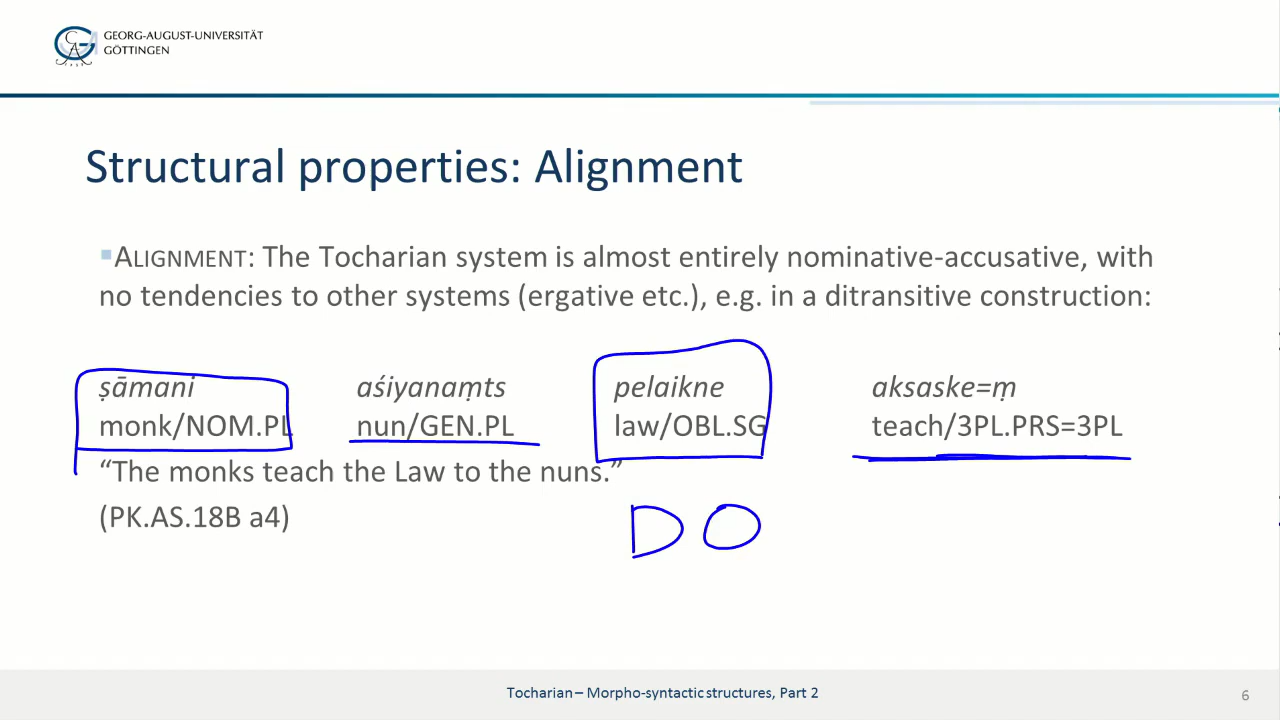 GEORG-AUGUST-UNIVERSITÄT
GÖTTINGEN
Structural properties: Alignment
ALIGNMENT: The Tocharian system is almost entirely nominative-accusative, with
no tendencies to other systems (ergative etc.), e.g. in a ditransitive construction:
ṣāmani aśiyanaṃts pelaikne aksaske=ṃ
monk/NOM.PL nun/GEN.PL law/OBL.SG teach/3PL.PRS=3PL
“The monks teach the Law to the nuns.”
(PK.AS.18B a4)
DO
Tocharian – Morpho-syntactic structures, Part 2
6